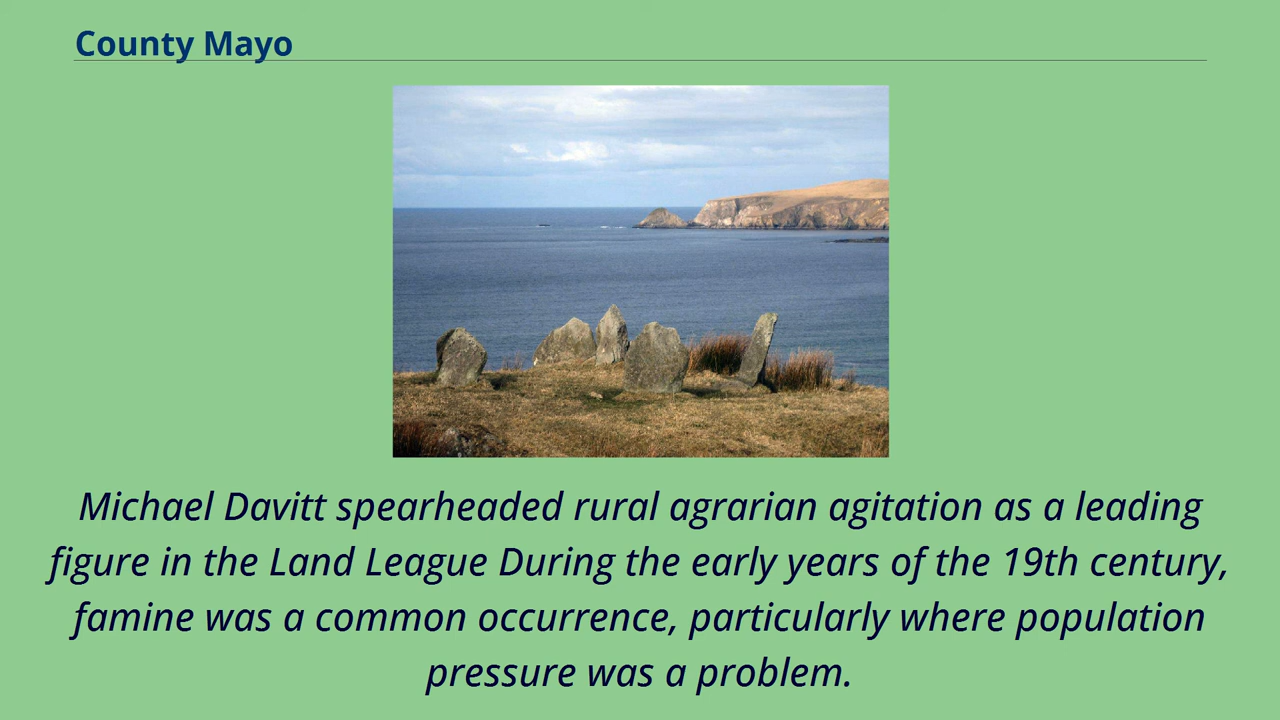 County Mayo
Michael Davitt spearheaded rural agrarian agitation as a leading
figure in the Land League During the early years of the 19th century,
famine was a common occurrence, particularly where population
pressure was a problem.